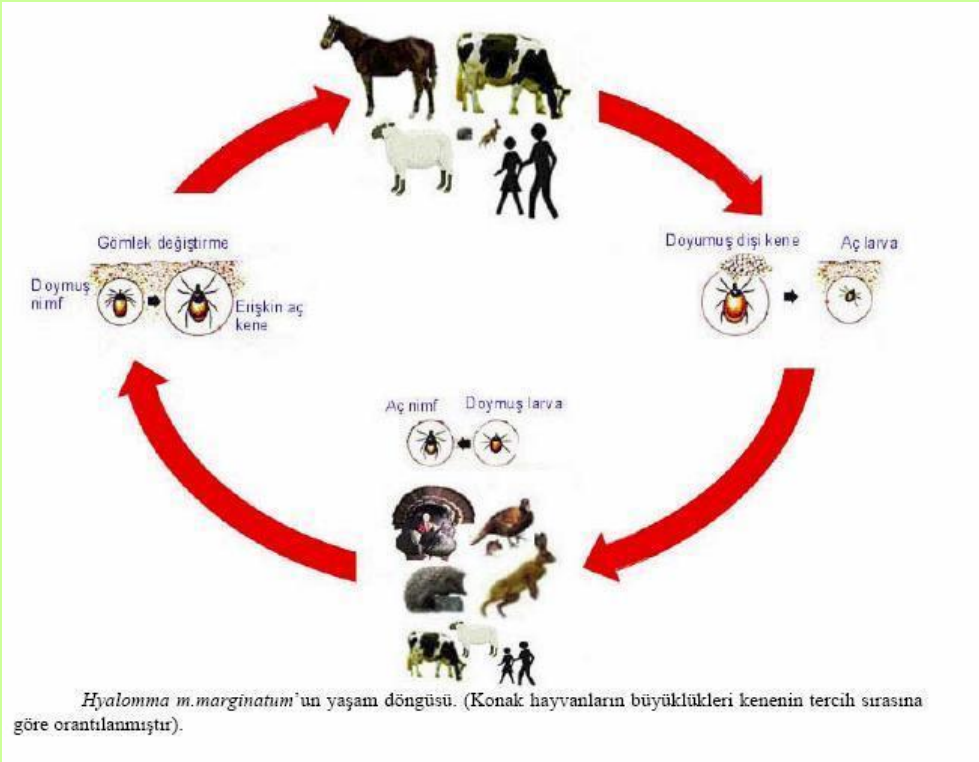 Gömlek değiştirme
Doymuş
nimf
Erişkin aç
kene
Doyumuş dişi kene
Aç larva
Aç nimf
Doymuş larva
Hyalomma m.marginatum’un yaşam döngüsü. (Konak hayvanların büyüklükleri kenenin tercih sırasına
göre orantılanmıştır).